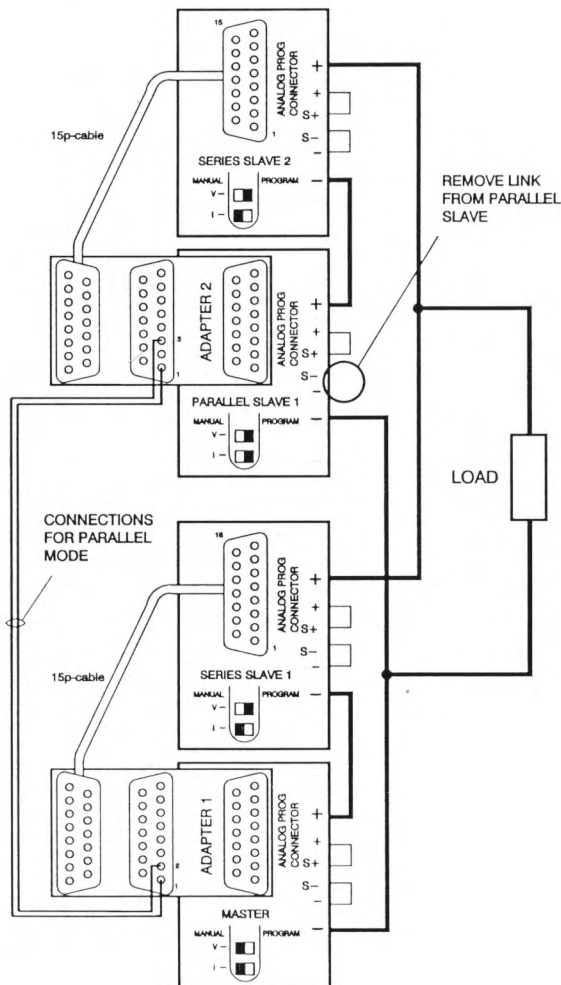 15
ANALOG PROG
CONNECTOR
+
+
S+
S−
−
1
15p-cable
SERIES SLAVE 2
MANUAL PROGRAM −
V −
I −
REMOVE LINK
FROM PARALLEL
SLAVE
ADAPTER 2
3
1
ANALOG PROG
CONNECTOR
+
+
S+
S−
−
PARALLEL SLAVE 1
MANUAL PROGRAM −
V −
I −
LOAD
CONNECTIONS
FOR PARALLEL
MODE
16
ANALOG PROG
CONNECTOR
+
+
S+
S−
−
1
15p-cable
SERIES SLAVE 1
MANUAL PROGRAM −
V −
I −
ADAPTER 1
2
1
ANALOG PROG
CONNECTOR
+
+
S+
S−
−
MASTER
MANUAL PROGRAM −
V −
I −